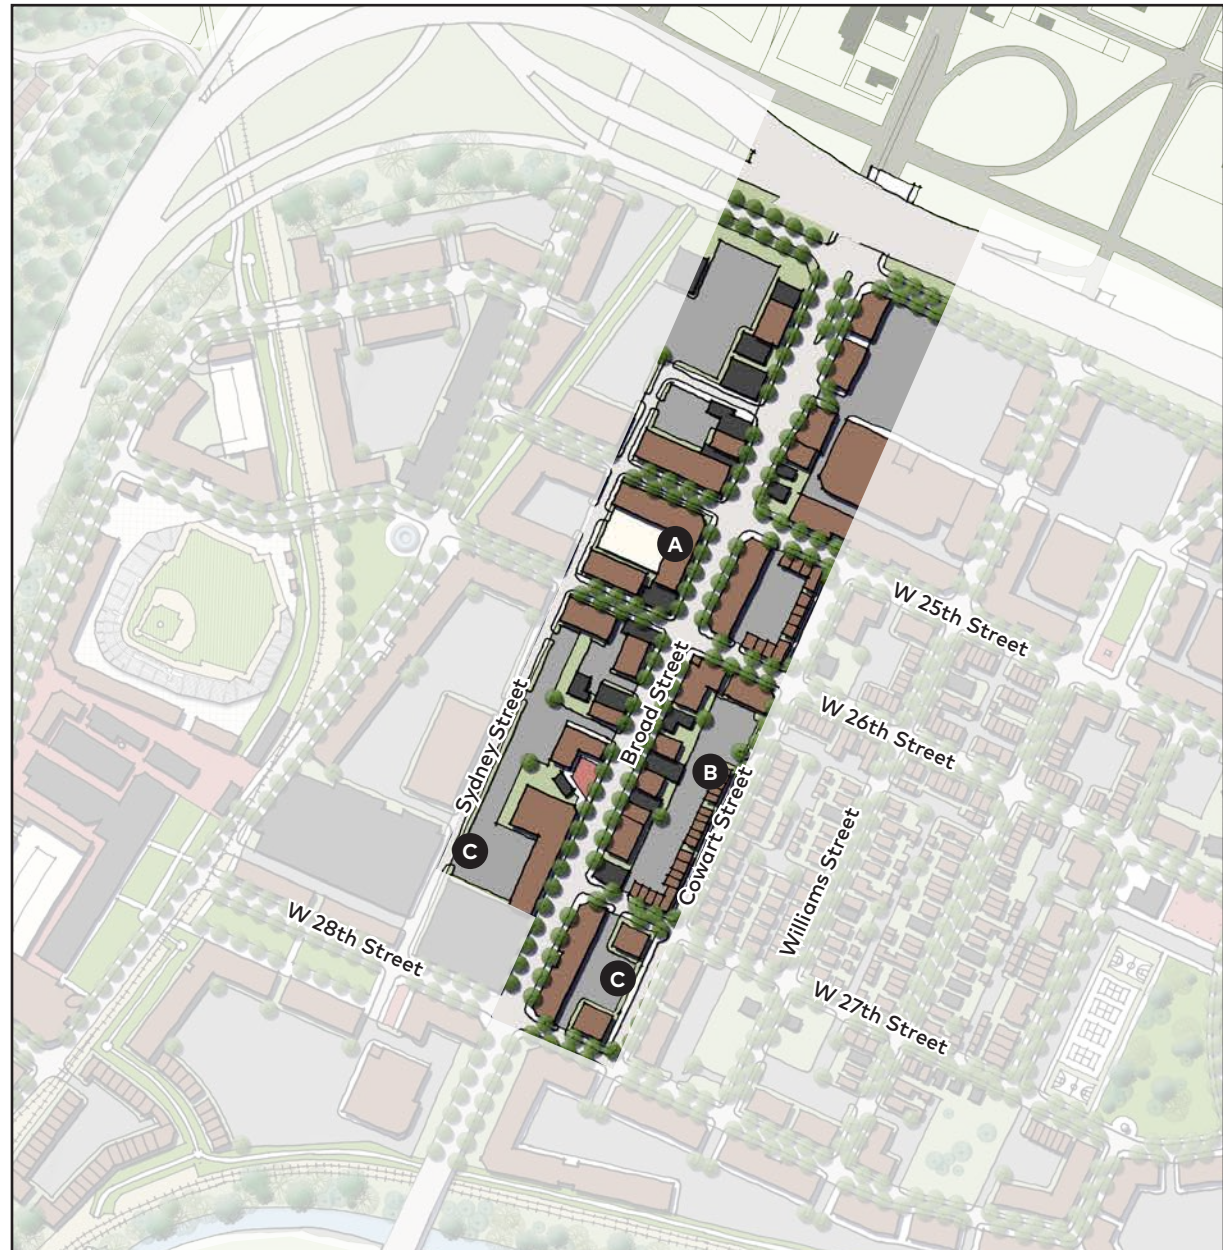 A
W 25th Street
Broad Street
Sydney Street
W 26th Street
B
Cowart Street
Williams Street
C
W 28th Street
C
W 27th Street